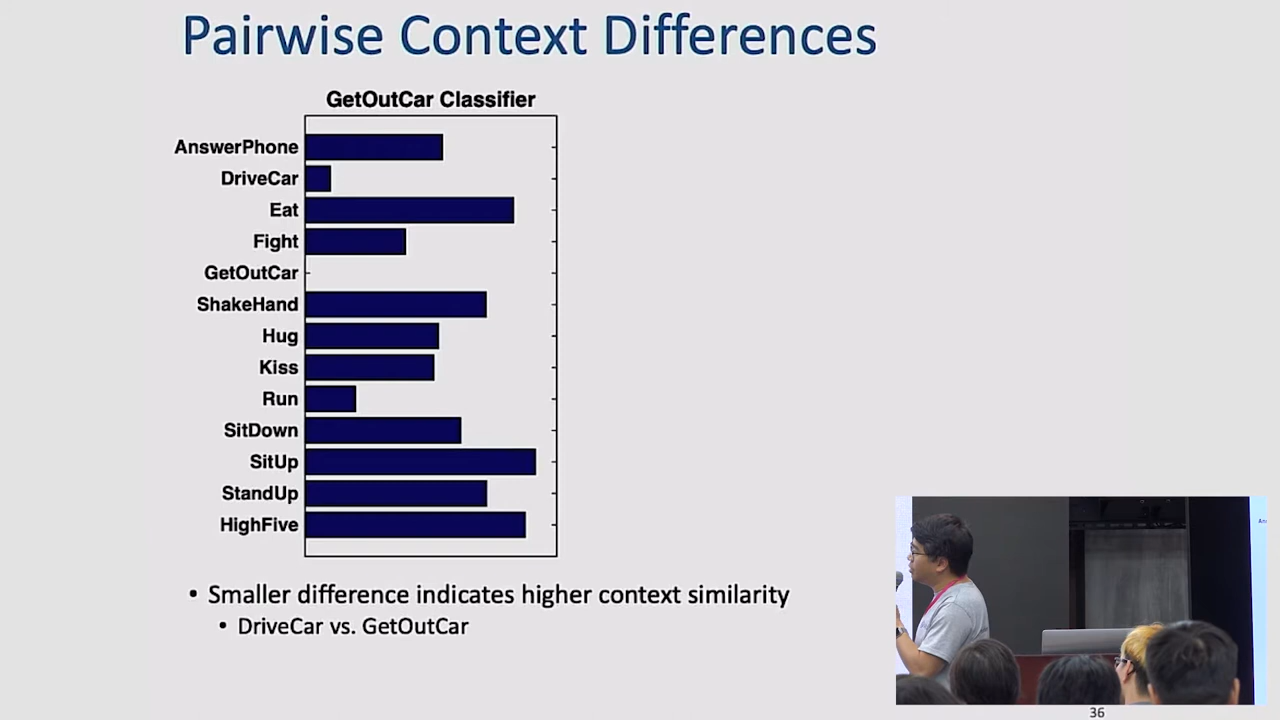 Pairwise Context Differences
GetOutCar Classifier
AnswerPhone
DriveCar
Eat
Fight
GetOutCar
ShakeHand
Hug
Kiss
Run
SitDown
SitUp
StandUp
HighFive
• Smaller difference indicates higher context similarity
• DriveCar vs. GetOutCar
36